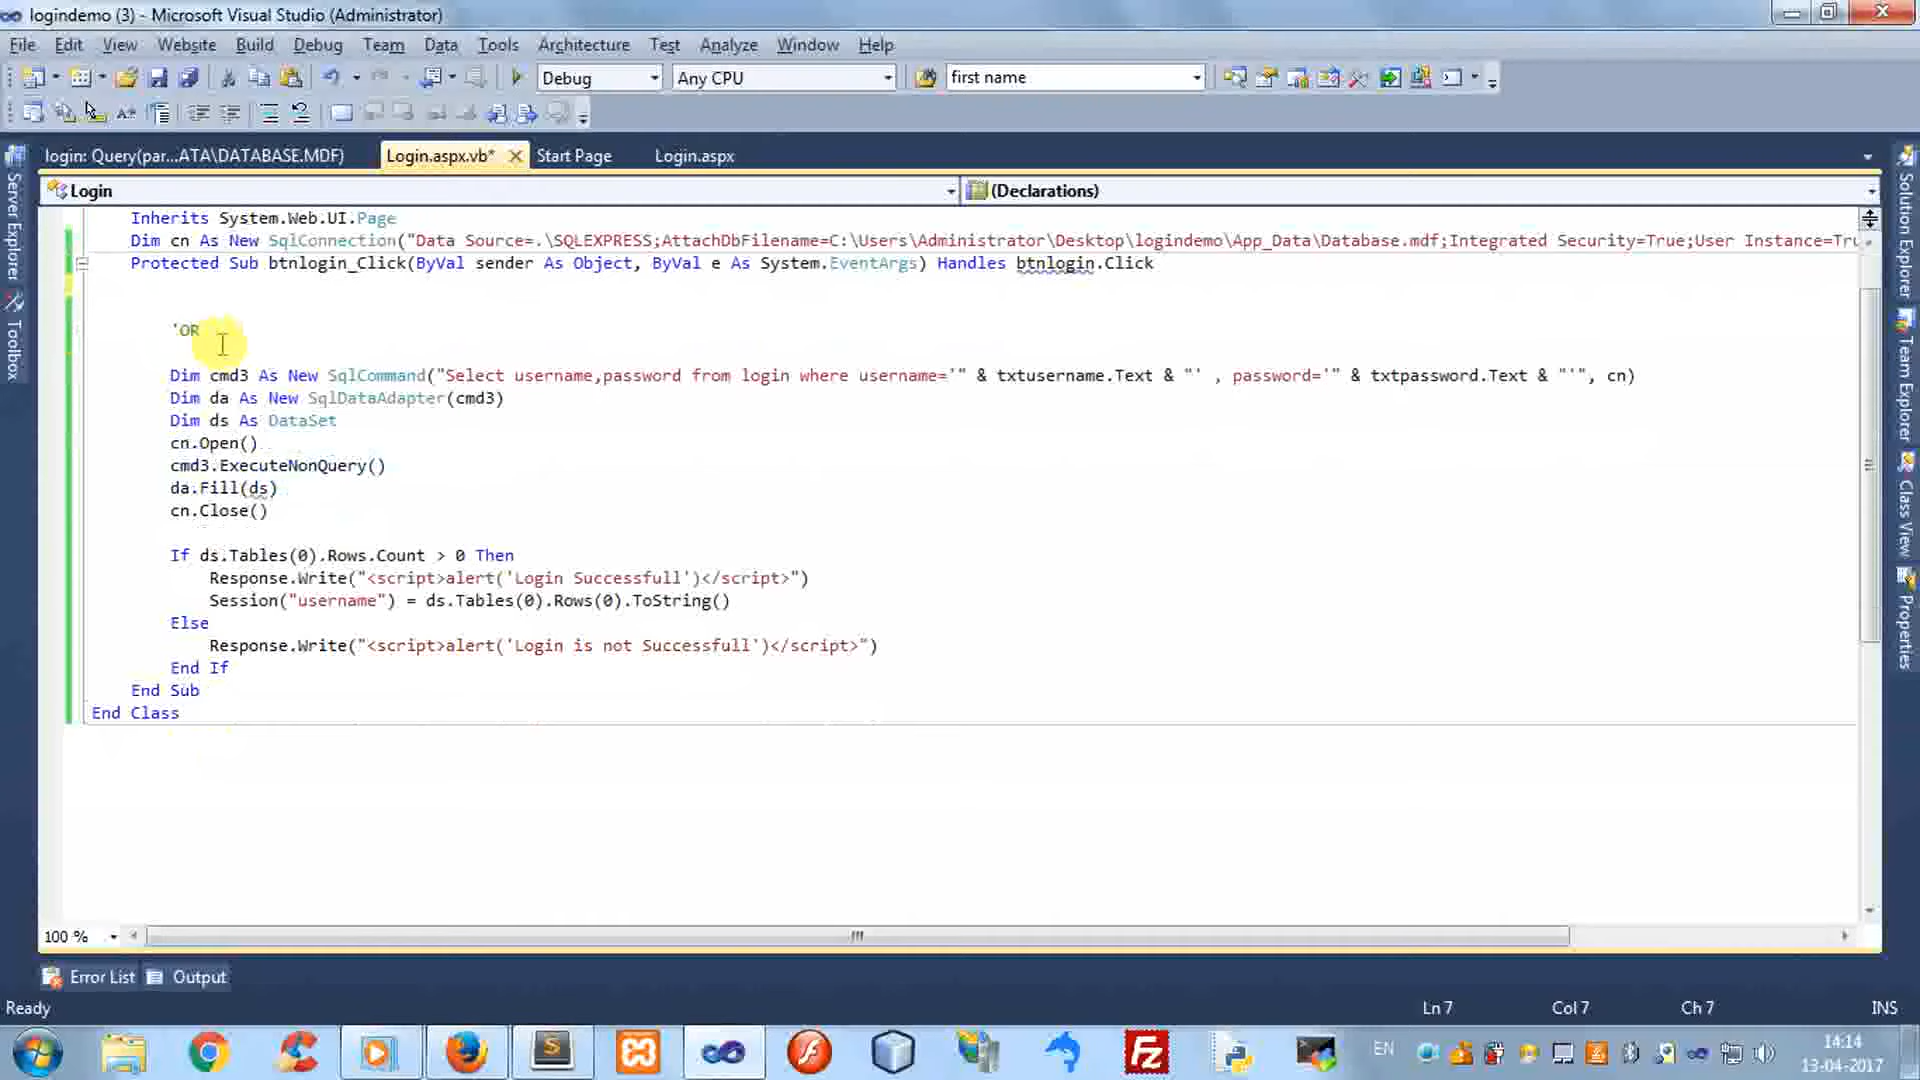 logindemo (3) - Microsoft Visual Studio (Administrator)
File Edit View Website Build Debug Team Data Tools Architecture Test Analyze Window Help
Debug Any CPU first name
login: Query(par...ATA\DATABASE.MDF) Login.aspx.vb* Start Page Login.aspx
Login (Declarations)
Inherits System.Web.UI.Page
Dim cn As New SqlConnection("Data Source=.\SQLEXPRESS;AttachDbFilename=C:\Users\Administrator\Desktop\logindemo\App_Data\Database.mdf;Integrated Security=True;User Instance=Tru
Protected Sub btnlogin_Click(ByVal sender As Object, ByVal e As System.EventArgs) Handles btnlogin.Click
'OR
Dim cmd3 As New SqlCommand("Select username,password from login where username='" & txtusername.Text & "' , password='" & txtpassword.Text & "'", cn)
Dim da As New SqlDataAdapter(cmd3)
Dim ds As DataSet
cn.Open()
cmd3.ExecuteNonQuery()
da.Fill(ds)
cn.Close()
If ds.Tables(0).Rows.Count > 0 Then
Response.Write("<script>alert('Login Successfull')</script>")
Session("username") = ds.Tables(0).Rows(0).ToString()
Else
Response.Write("<script>alert('Login is not Successfull')</script>")
End If
End Sub
End Class
100 %
Error List Output
Ready Ln 7 Col 7 Ch 7 INS
Server Explorer
Toolbox
Solution Explorer
Team Explorer
Class View
Properties
EN
14:14
13-04-2017